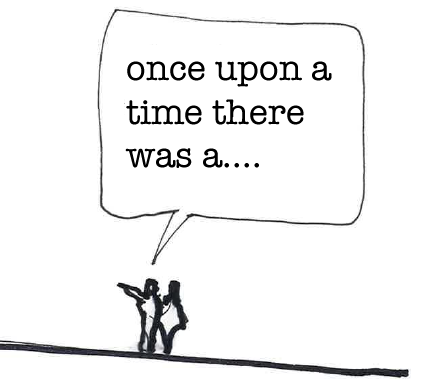 once upon a
time there
was a....